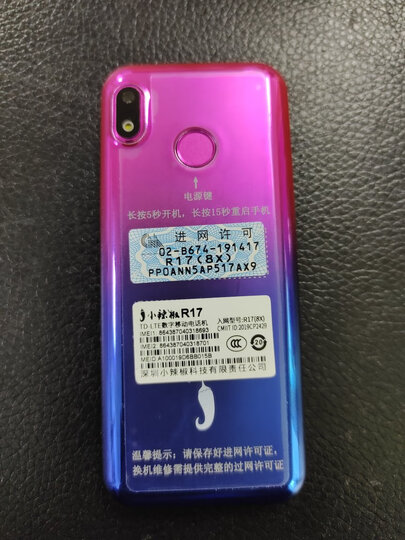 电源键
长按5秒开机，长按15秒重启手机
进网许可
02-B674-191417
R17(8X)
PP0ANN5AP517AX9
小辣椒R17
TD-LTE数字移动电话机
入网型号:R17(8X)
CMIIT ID:2019CP2429
IMEI1 864387040318693
IMEI2 864387040318701
MEID A100019D6BB015B
20
深圳小辣椒科技有限责任公司
温馨提示：请保存好进网许可证，
换机维修需提供完整的过网许可证